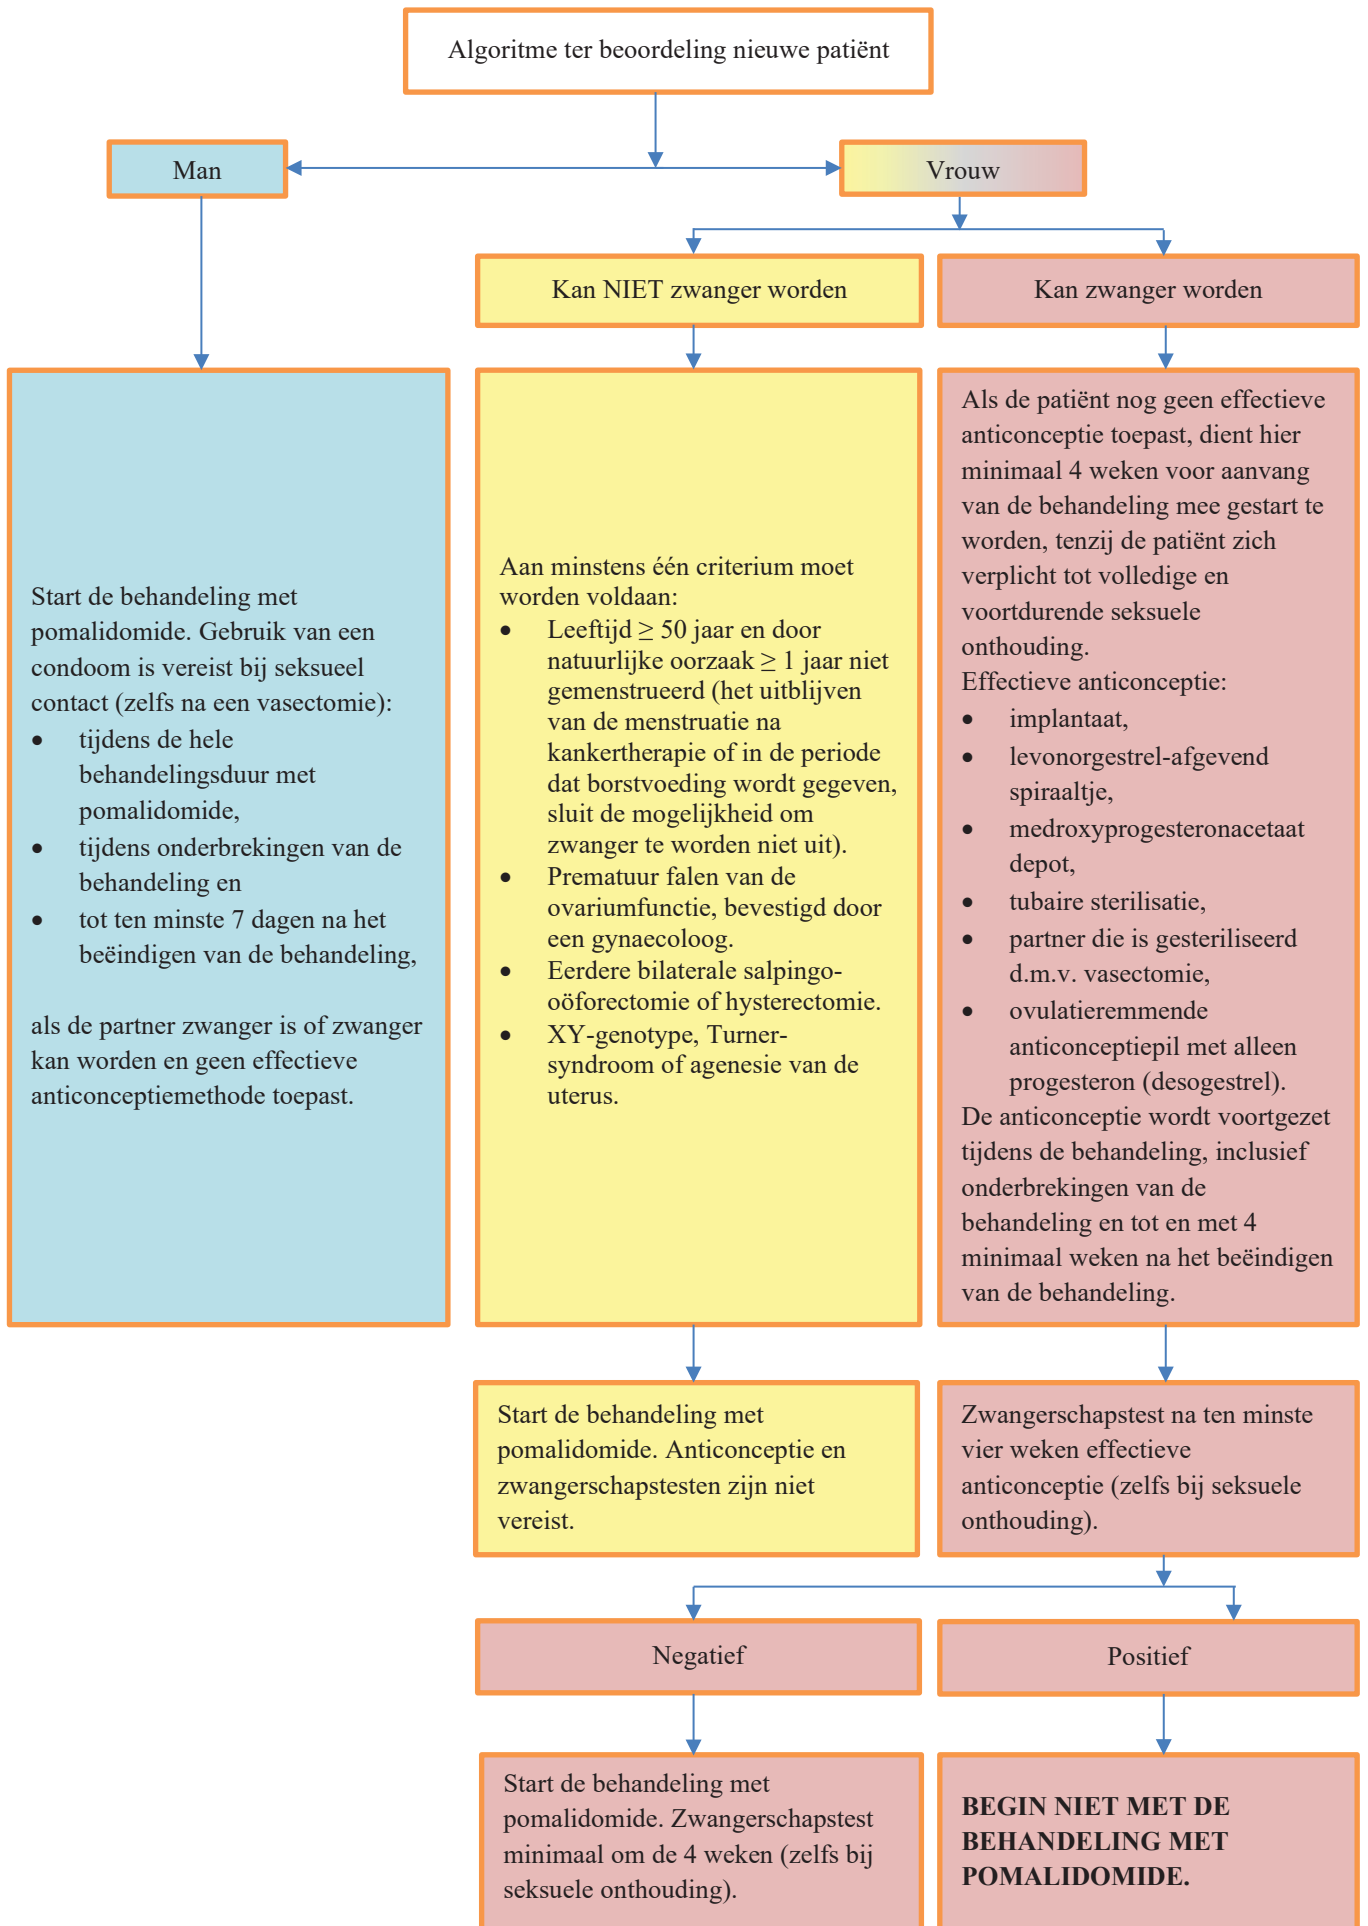 Algoritme ter beoordeling nieuwe patiënt
Man
Vrouw
Kan NIET zwanger worden
Kan zwanger worden
Start de behandeling met
pomalidomide. Gebruik van een
condoom is vereist bij seksueel
contact (zelfs na een vasectomie):
• tijdens de hele
behandelingsduur met
pomalidomide,
• tijdens onderbrekingen van de
behandeling en
• tot ten minste 7 dagen na het
beëindigen van de behandeling,
als de partner zwanger is of zwanger
kan worden en geen effectieve
anticonceptiemethode toepast.
Aan minstens één criterium moet
worden voldaan:
• Leeftijd ≥ 50 jaar en door
natuurlijke oorzaak ≥ 1 jaar niet
gemenstrueerd (het uitblijven
van de menstruatie na
kankertherapie of in de periode
dat borstvoeding wordt gegeven,
sluit de mogelijkheid om
zwanger te worden niet uit).
• Prematuur falen van de
ovariumfunctie, bevestigd door
een gynaecoloog.
• Eerdere bilaterale salpingo-
oöforectomie of hysterectomie.
• XY-genotype, Turner-
syndroom of agenesie van de
uterus.
Als de patiënt nog geen effectieve
anticonceptie toepast, dient hier
minimaal 4 weken voor aanvang
van de behandeling mee gestart te
worden, tenzij de patiënt zich
verplicht tot volledige en
voortdurende seksuele
onthouding.
Effectieve anticonceptie:
• implantaat,
• levonorgestrel-afgevend
spiraaltje,
• medroxyprogesteronacetaat
depot,
• tubaire sterilisatie,
• partner die is gesteriliseerd
d.m.v. vasectomie,
• ovulatieremmende
anticonceptiepil met alleen
progesteron (desogestrel).
De anticonceptie wordt voortgezet
tijdens de behandeling, inclusief
onderbrekingen van de
behandeling en tot en met 4
minimaal weken na het beëindigen
van de behandeling.
Start de behandeling met
pomalidomide. Anticonceptie en
zwangerschapstesten zijn niet
vereist.
Zwangerschapstest na ten minste
vier weken effectieve
anticonceptie (zelfs bij seksuele
onthouding).
Negatief
Positief
Start de behandeling met
pomalidomide. Zwangerschapstest
minimaal om de 4 weken (zelfs bij
seksuele onthouding).
BEGIN NIET MET DE
BEHANDELING MET
POMALIDOMIDE.